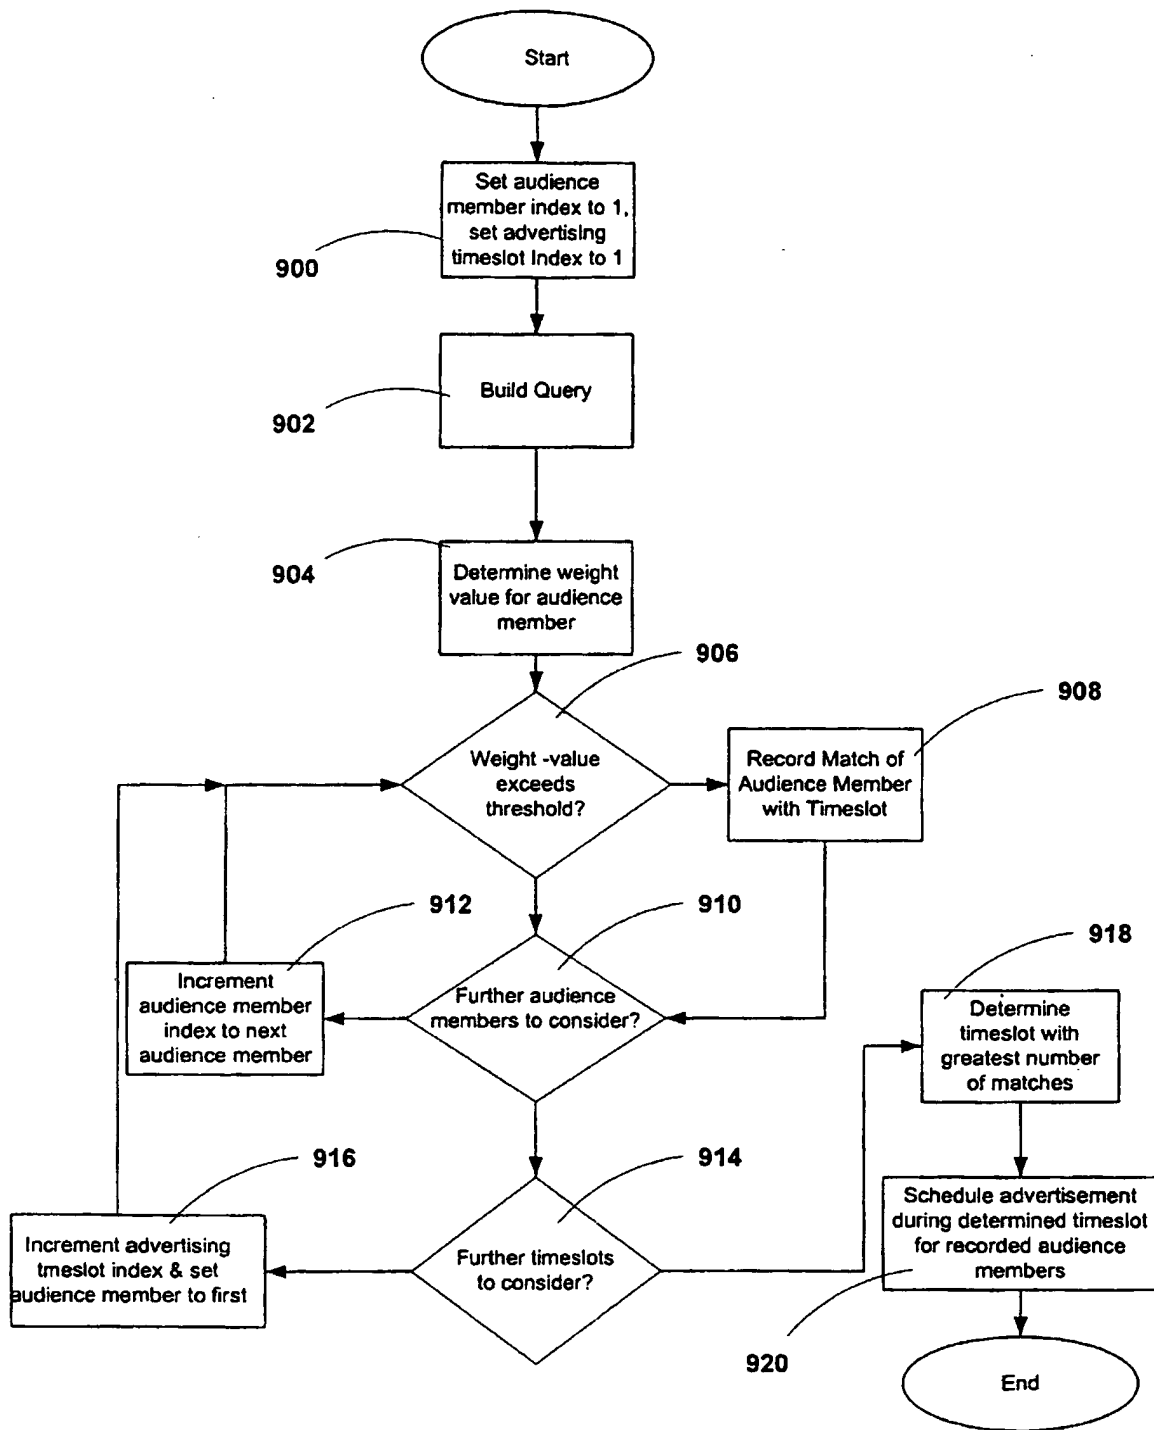 Start
Set audience
member index to 1,
set advertising
timeslot Index to 1
900
Build Query
902
904
Determine weight
value for audience
member
906
Weight -value
exceeds
threshold?
908
Record Match of
Audience Member
with Timeslot
912
Increment
audience member
index to next
audience member
910
Further audience
members to consider?
918
Determine
timeslot with
greatest number
of matches
916
Increment advertising
tmeslot index & set
audience member to first
914
Further timeslots
to consider?
Schedule advertisement
during determined timeslot
for recorded audience
members
920
End